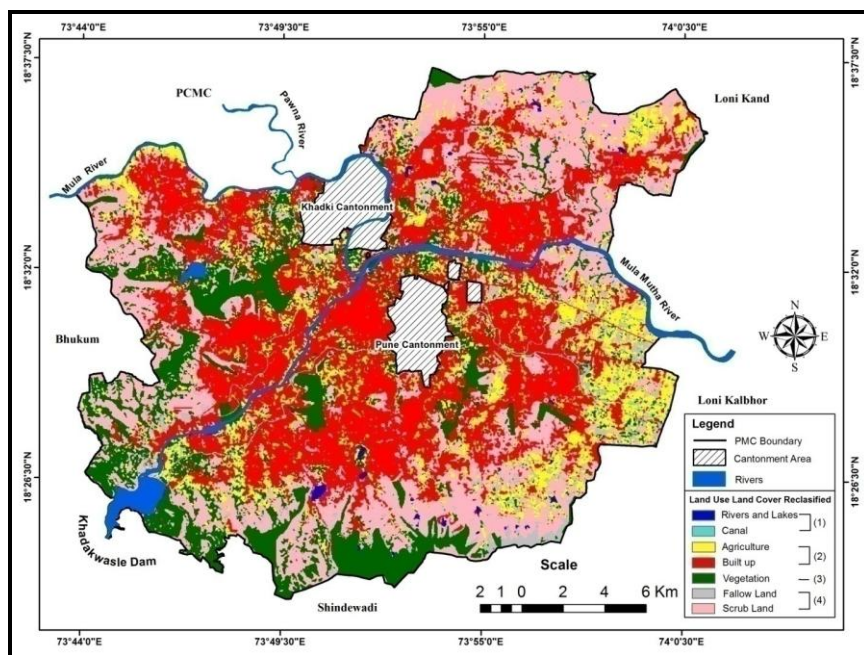 73°44'0"E 73°49'30"E 73°55'0"E 74°0'30"E
18°37'30"N
18°37'30"N
PCMC
Pawna River
Loni Kand
Mula River
Khadki Cantonment
18°32'0"N
18°32'0"N
Mula Mutha River
N
W E
S
Bhukum
Pune Cantonment
Loni Kalbhor
Legend
PMC Boundary
Cantonment Area
Rivers
18°26'30"N
18°26'30"N
Land Use Land Cover Reclassified
Rivers and Lakes
Canal
(1)
Agriculture
Built up
(2)
Vegetation (3)
Fallow Land
Scrub Land
(4)
Khadakwasle Dam
Scale
2 1 0 2 4 6 Km
Shindewadi
73°44'0"E 73°49'30"E 73°55'0"E 74°0'30"E